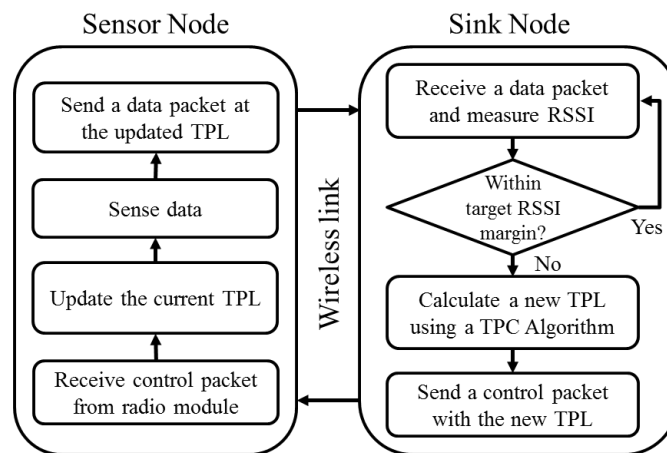 Sensor Node
Send a data packet at
the updated TPL
Sense data
Update the current TPL
Receive control packet
from radio module
Wireless link
Sink Node
Receive a data packet
and measure RSSI
Within
target RSSI
margin?
Yes
No
Calculate a new TPL
using a TPC Algorithm
Send a control packet
with the new TPL